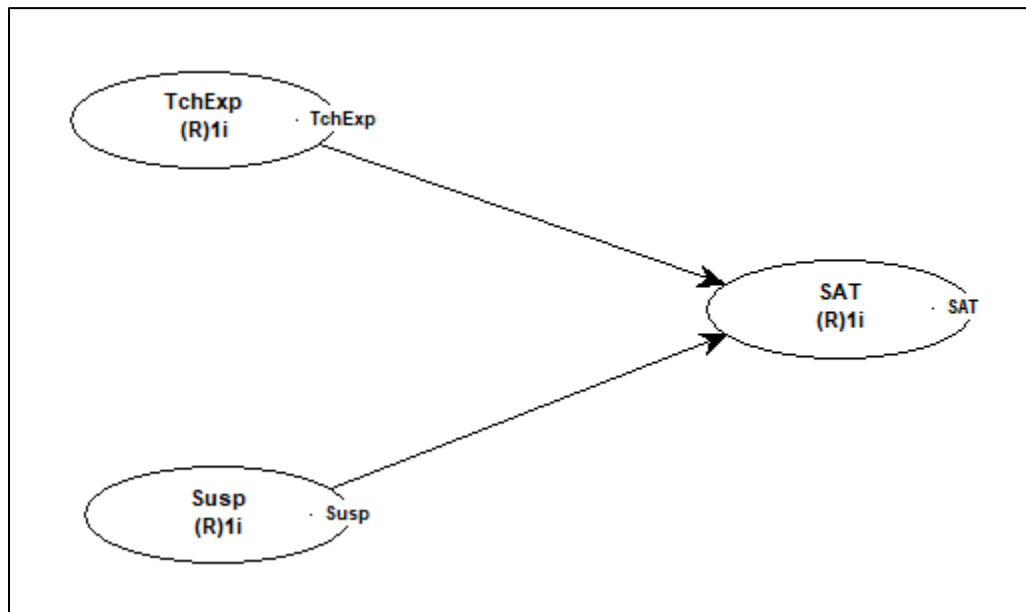 TchExp
(R)1i
TchExp
SAT
(R)1i
SAT
Susp
(R)1i
Susp